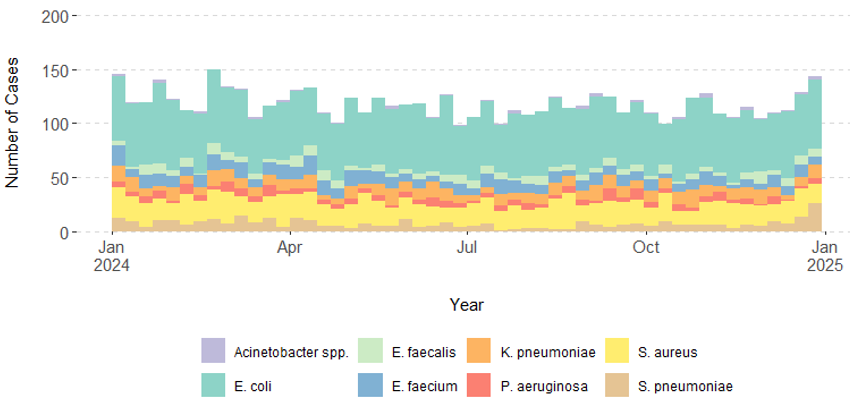 200
150
100
50
0
Number of Cases
Jan
2024
Apr
Jul
Oct
Jan
2025
Year
Acinetobacter spp.
E. faecalis
K. pneumoniae
S. aureus
E. coli
E. faecium
P. aeruginosa
S. pneumoniae